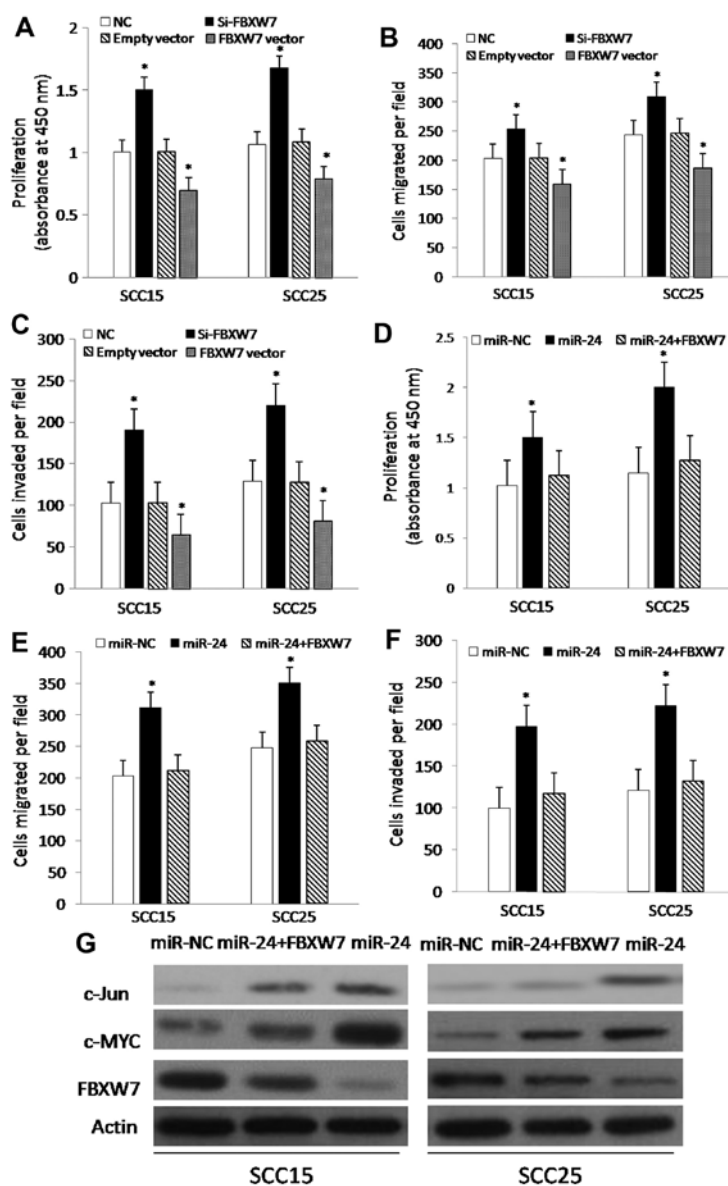 A
NC
Si-FBXW7
Empty vector
FBXW7 vector
Proliferation
(absorbance at 450 nm)
2
1.5
1
0.5
0
*
*
*
*
SCC15
SCC25
B
NC
Si-FBXW7
Empty vector
FBXW7 vector
Cells migrated per field
400
350
300
250
200
150
100
50
0
*
*
*
*
SCC15
SCC25
C
NC
Si-FBXW7
Empty vector
FBXW7 vector
Cells invaded per field
300
250
200
150
100
50
0
*
*
*
*
SCC15
SCC25
D
miR-NC
miR-24
miR-24+FBXW7
Proliferation
(absorbance at 450 nm)
2.5
2
1.5
1
0.5
0
*
*
SCC15
SCC25
E
miR-NC
miR-24
miR-24+FBXW7
Cells migrated per field
400
350
300
250
200
150
100
50
0
*
*
SCC15
SCC25
F
miR-NC
miR-24
miR-24+FBXW7
Cells invaded per field
300
250
200
150
100
50
0
*
*
SCC15
SCC25
G
miR-NC miR-24+FBXW7 miR-24
miR-NC miR-24+FBXW7 miR-24
c-Jun
c-MYC
FBXW7
Actin
SCC15
SCC25